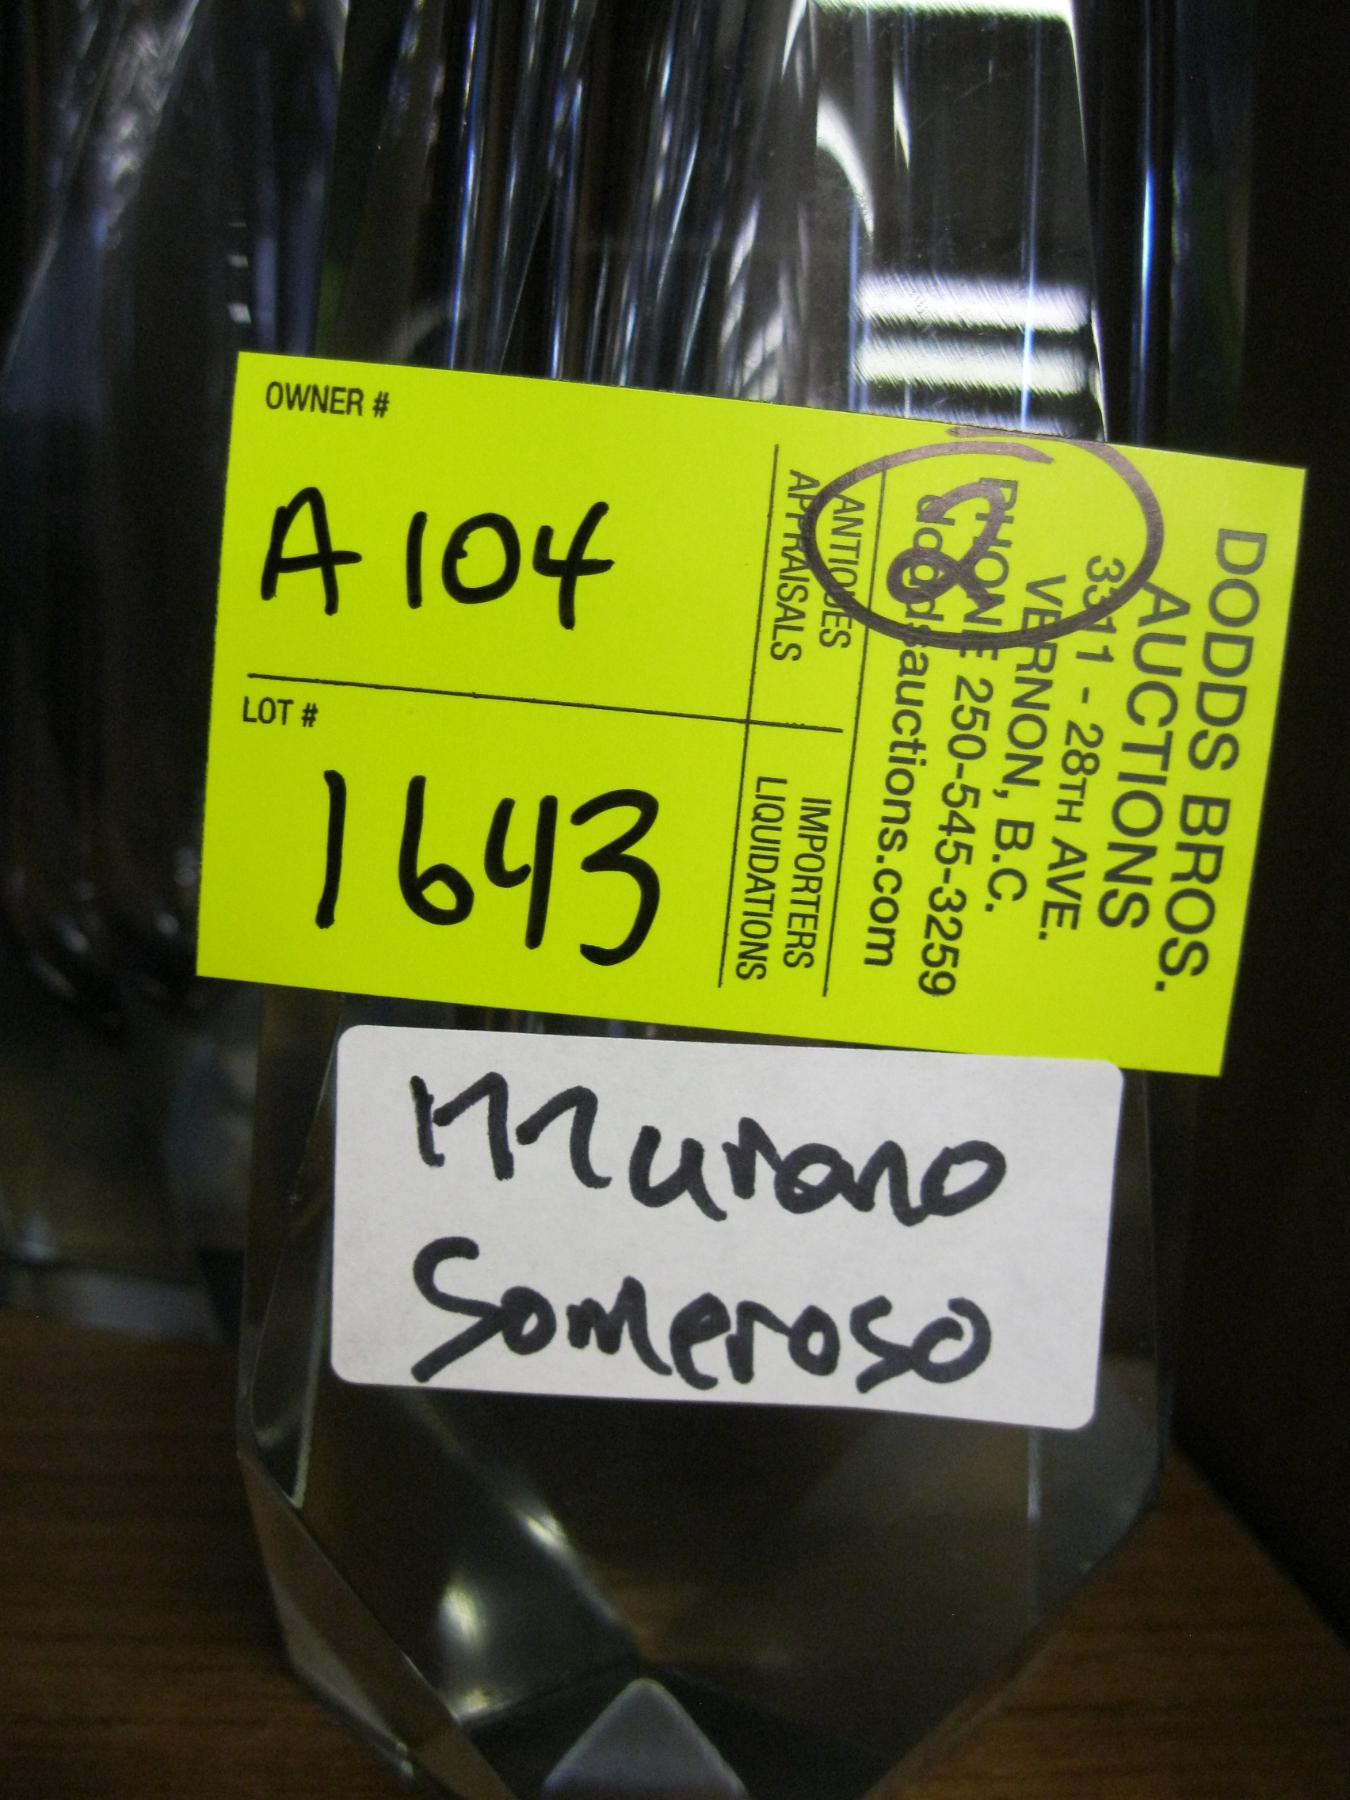 OWNER #
A 104
LOT #
1643
DODDS BROS.
AUCTIONS
3311 - 28TH AVE.
VERNON, B.C.
PHONE 250-545-3259
doddsauctions.com
ANTIQUES
APPRAISALS
IMPORTERS
LIQUIDATIONS
8
Murano
Someroso